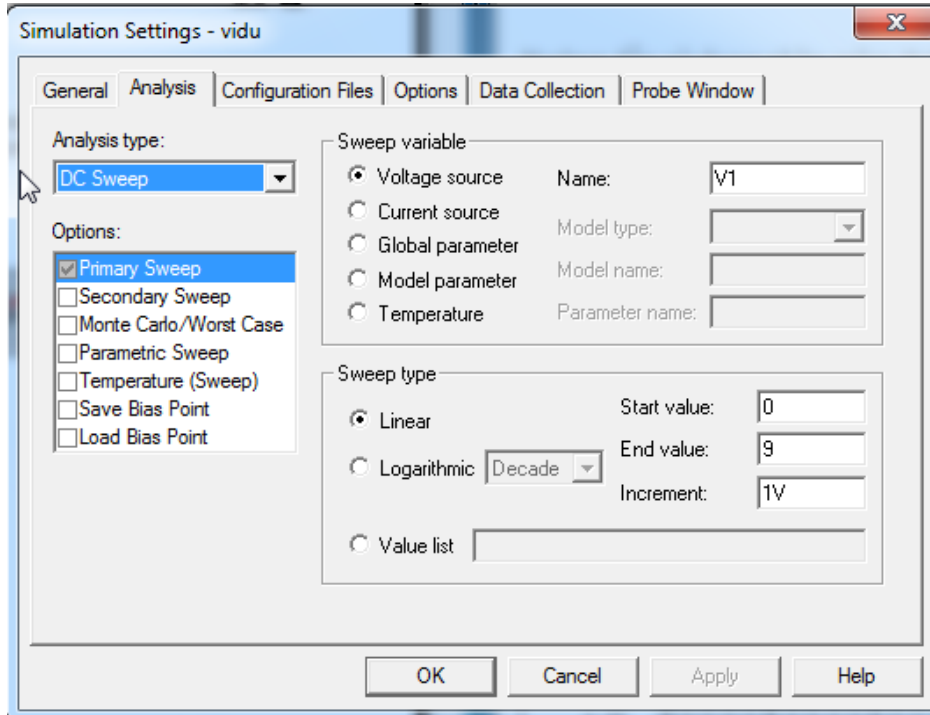 Simulation Settings - vidu
General Analysis Configuration Files Options Data Collection Probe Window
Analysis type:
DC Sweep
Options:
Primary Sweep
Secondary Sweep
Monte Carlo/Worst Case
Parametric Sweep
Temperature (Sweep)
Save Bias Point
Load Bias Point
Sweep variable
Voltage source
Current source
Global parameter
Model parameter
Temperature
Name: V1
Model type:
Model name:
Parameter name:
Sweep type
Linear
Logarithmic Decade
Value list
Start value: 0
End value: 9
Increment: 1V
OK Cancel Apply Help